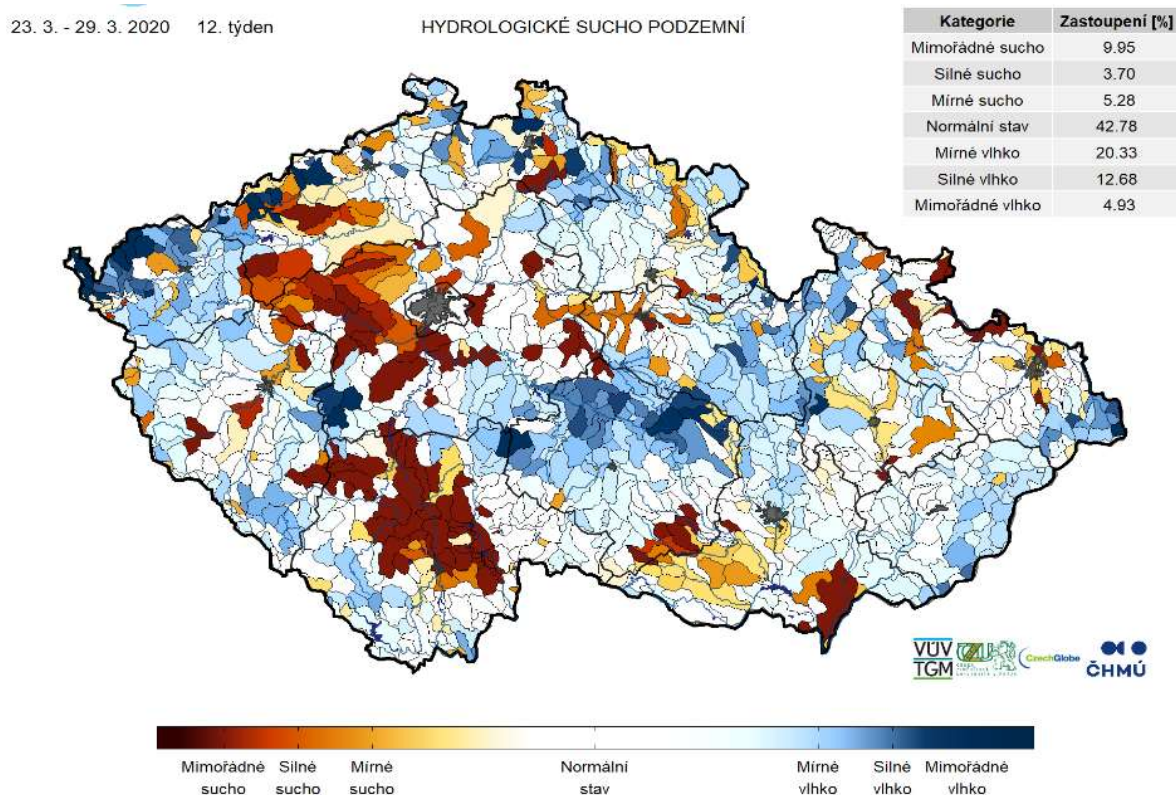 23. 3. - 29. 3. 2020 12. týden HYDROLOGICKÉ SUCHO PODZEMNÍ
Kategorie Zastoupení [%]
Mimořádné sucho 9.95
Silné sucho 3.70
Mírné sucho 5.28
Normální stav 42.78
Mírné vlhko 20.33
Silné vlhko 12.68
Mimořádné vlhko 4.93
VÚV
TGM
CzechGlobe
ČHMÚ
Mimořádné sucho
Silné sucho
Mírné sucho
Normální stav
Mírné vlhko
Silné vlhko
Mimořádné vlhko